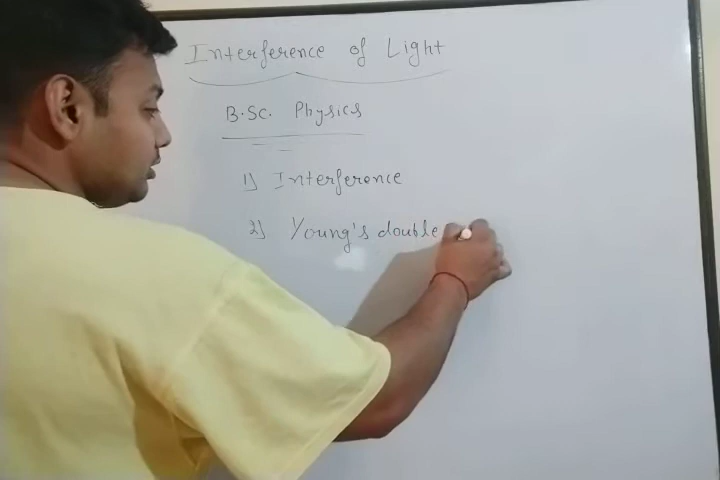 Interference of Light
B.Sc. Physics
1) Interference
2) Young's double